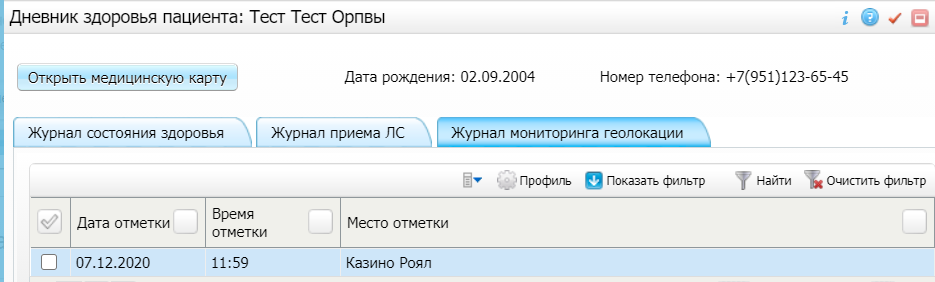 Дневник здоровья пациента: Тест Тест Орпвы
Открыть медицинскую карту Дата рождения: 02.09.2004 Номер телефона: +7(951)123-65-45
Журнал состояния здоровья Журнал приема ЛС Журнал мониторинга геолокации
Профиль Показать фильтр Найти Очистить фильтр
Дата отметки Время отметки Место отметки
07.12.2020 11:59 Казино Роял